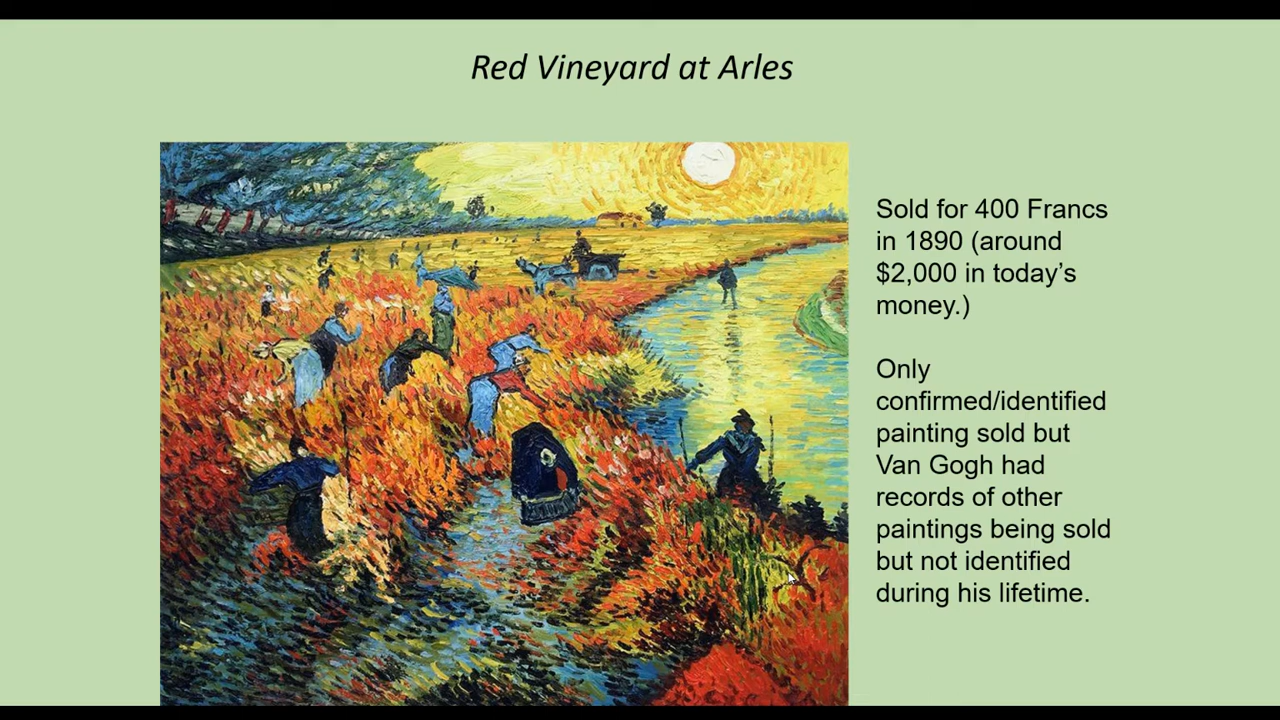 Red Vineyard at Arles
Sold for 400 Francs
in 1890 (around
$2,000 in today’s
money.)
Only
confirmed/identified
painting sold but
Van Gogh had
records of other
paintings being sold
but not identified
during his lifetime.